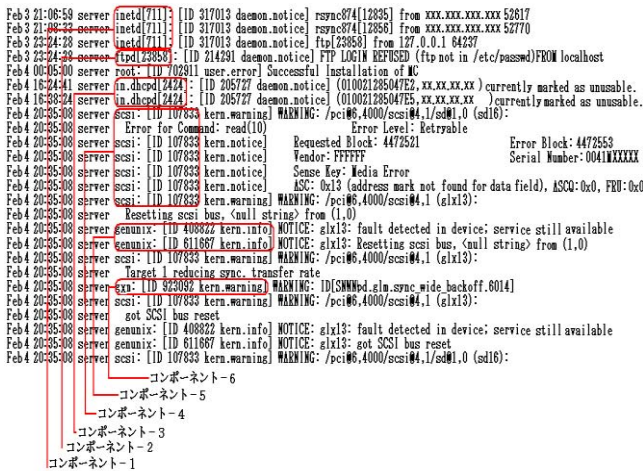 Feb 3 21:06:59 server inetd[711]: [ID 317013 daemon.notice] rsync874[12835] from xxx.xxx.xxx.xxx 52617
Feb 3 21:08:33 server inetd[711]: [ID 317013 daemon.notice] rsync874[12856] from xxx.xxx.xxx.xxx 52770
Feb 3 23:24:28 server inetd[711]: [ID 317013 daemon.notice] ftp[23858] from 127.0.0.1 64237
Feb 3 23:24:28 server ftpd[23858]: [ID 214291 daemon.notice] FTP LOGIN REFUSED (ftp not in /etc/passwd)FROM localhost
Feb 4 00:05:00 server root: [ID 702911 user.error] Successful Installation of MC
Feb 4 16:24:41 server in.dhcpd[2424]: [ID 205727 daemon.notice] (010021285047E2,xx.xx.xx.xx )currently marked as unusable.
Feb 4 16:38:24 server in.dhcpd[2424]: [ID 205727 daemon.notice] (010021285047E5,xx.xx.xx.xx )currently marked as unusable.
Feb 4 20:35:08 server scsi: [ID 107833 kern.warning] WARNING: /pci@6,4000/scsi@4,1/sd@1,0 (sd16):
Feb 4 20:35:08 server Error for Command: read(10) Error Level: Retryable
Feb 4 20:35:08 server scsi: [ID 107833 kern.notice] Requested Block: 4472521 Error Block: 4472553
Feb 4 20:35:08 server scsi: [ID 107833 kern.notice] Vendor: FFFFFF Serial Number: 0041MXXXXX
Feb 4 20:35:08 server scsi: [ID 107833 kern.notice] Sense Key: Media Error
Feb 4 20:35:08 server scsi: [ID 107833 kern.notice] ASC: 0x13 (address mark not found for data field), ASCQ: 0x0, FRU: 0x0
Feb 4 20:35:08 server scsi: [ID 107833 kern.warning] WARNING: /pci@6,4000/scsi@4,1 (glx13):
Feb 4 20:35:08 server Resetting scsi bus, <null string> from (1,0)
Feb 4 20:35:08 server genunix: [ID 408822 kern.info] NOTICE: glx13: fault detected in device; service still available
Feb 4 20:35:08 server genunix: [ID 611667 kern.info] NOTICE: glx13: Resetting scsi bus, <null string> from (1,0)
Feb 4 20:35:08 server scsi: [ID 107833 kern.warning] WARNING: /pci@6,4000/scsi@4,1 (glx13):
Feb 4 20:35:08 server Target 1 reducing sync. transfer rate
Feb 4 20:35:08 server gxn: [ID 923092 kern.warning] WARNING: ID[SNWNpd.glm.sync_wide_backoff.6014]
Feb 4 20:35:08 server scsi: [ID 107833 kern.warning] WARNING: /pci@6,4000/scsi@4,1 (glx13):
Feb 4 20:35:08 server got SCSI bus reset
Feb 4 20:35:08 server genunix: [ID 408822 kern.info] NOTICE: glx13: fault detected in device; service still available
Feb 4 20:35:08 server genunix: [ID 611667 kern.info] NOTICE: glx13: got SCSI bus reset
Feb 4 20:35:08 server scsi: [ID 107833 kern.warning] WARNING: /pci@6,4000/scsi@4,1/sd@1,0 (sd16):
コンポーネント-6
コンポーネント-5
コンポーネント-4
コンポーネント-3
コンポーネント-2
コンポーネント-1